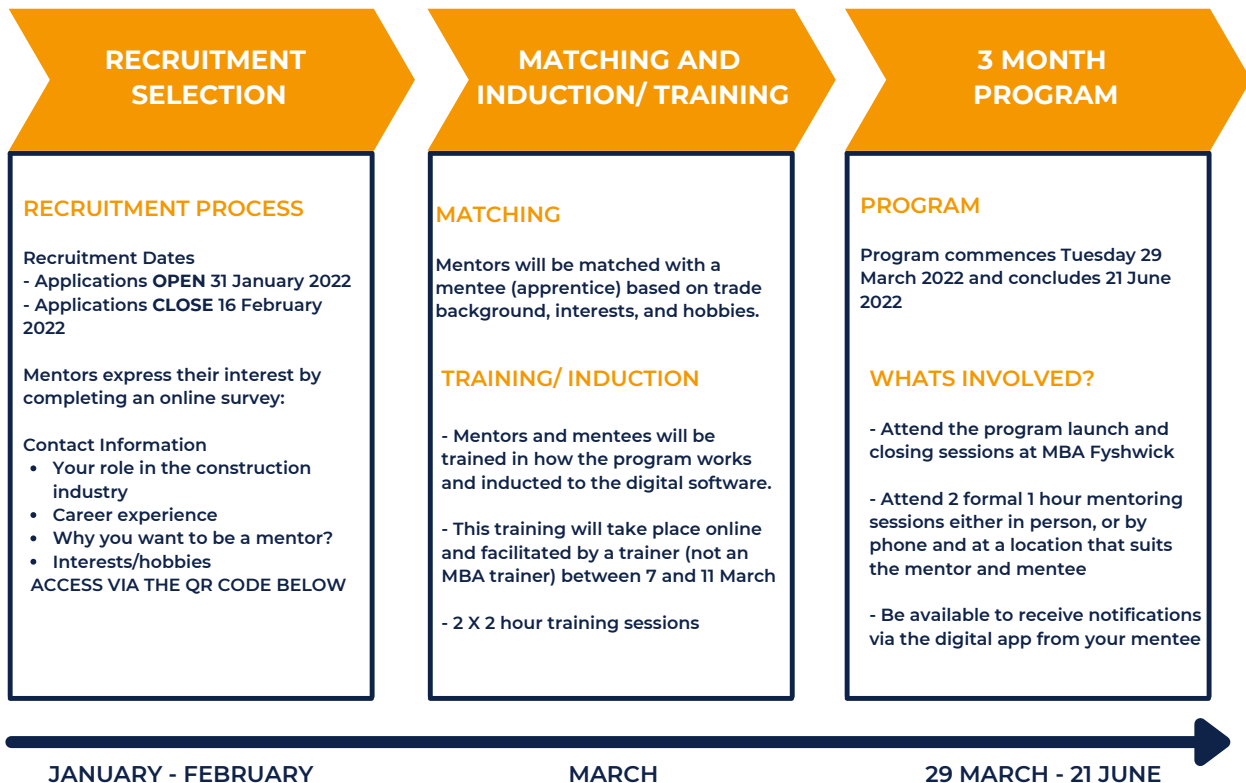 RECRUITMENT
SELECTION
RECRUITMENT PROCESS
Recruitment Dates
- Applications OPEN 31 January 2022
- Applications CLOSE 16 February
2022
Mentors express their interest by
completing an online survey:
Contact Information
• Your role in the construction
industry
• Career experience
• Why you want to be a mentor?
• Interests/hobbies
ACCESS VIA THE QR CODE BELOW
MATCHING AND
INDUCTION/ TRAINING
MATCHING
Mentors will be matched with a
mentee (apprentice) based on trade
background, interests, and hobbies.
TRAINING/ INDUCTION
- Mentors and mentees will be
trained in how the program works
and inducted to the digital software.
- This training will take place online
and facilitated by a trainer (not an
MBA trainer) between 7 and 11 March
- 2 X 2 hour training sessions
3 MONTH
PROGRAM
PROGRAM
Program commences Tuesday 29
March 2022 and concludes 21 June
2022
WHATS INVOLVED?
- Attend the program launch and
closing sessions at MBA Fyshwick
- Attend 2 formal 1 hour mentoring
sessions either in person, or by
phone and at a location that suits
the mentor and mentee
- Be available to receive notifications
via the digital app from your mentee
JANUARY - FEBRUARY
MARCH
29 MARCH - 21 JUNE